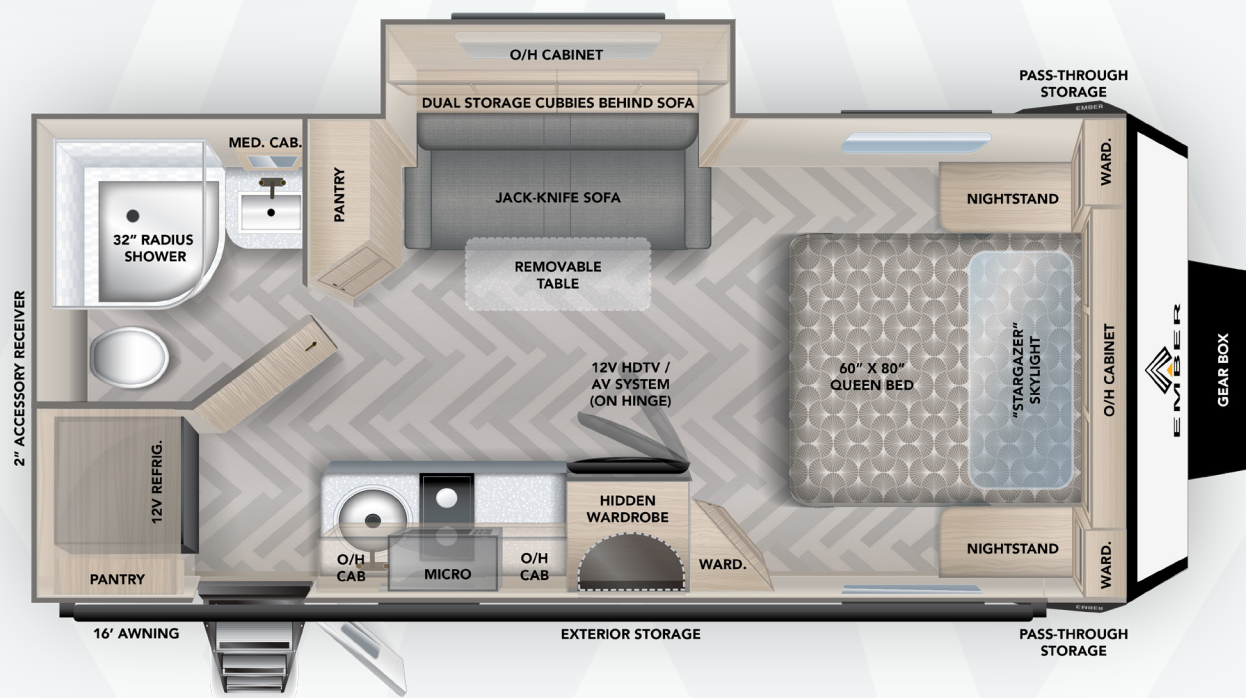 O/H CABINET
DUAL STORAGE CUBBIES BEHIND SOFA
PASS-THROUGH
STORAGE
EMBER
MED. CAB.
PANTRY
JACK-KNIFE SOFA
NIGHTSTAND
WARD.
32” RADIUS
SHOWER
REMOVABLE
TABLE
2” ACCESSORY RECEIVER
12V HDTV /
AV SYSTEM
(ON HINGE)
60” X 80”
QUEEN BED
“STARGAZER”
SKYLIGHT
O/H CABINET
EMBER
GEAR BOX
12V REFRIG.
HIDDEN
WARDROBE
O/H
CAB
MICRO
O/H
CAB
WARD.
NIGHTSTAND
WARD.
PANTRY
EMBER
16’ AWNING
EXTERIOR STORAGE
PASS-THROUGH
STORAGE